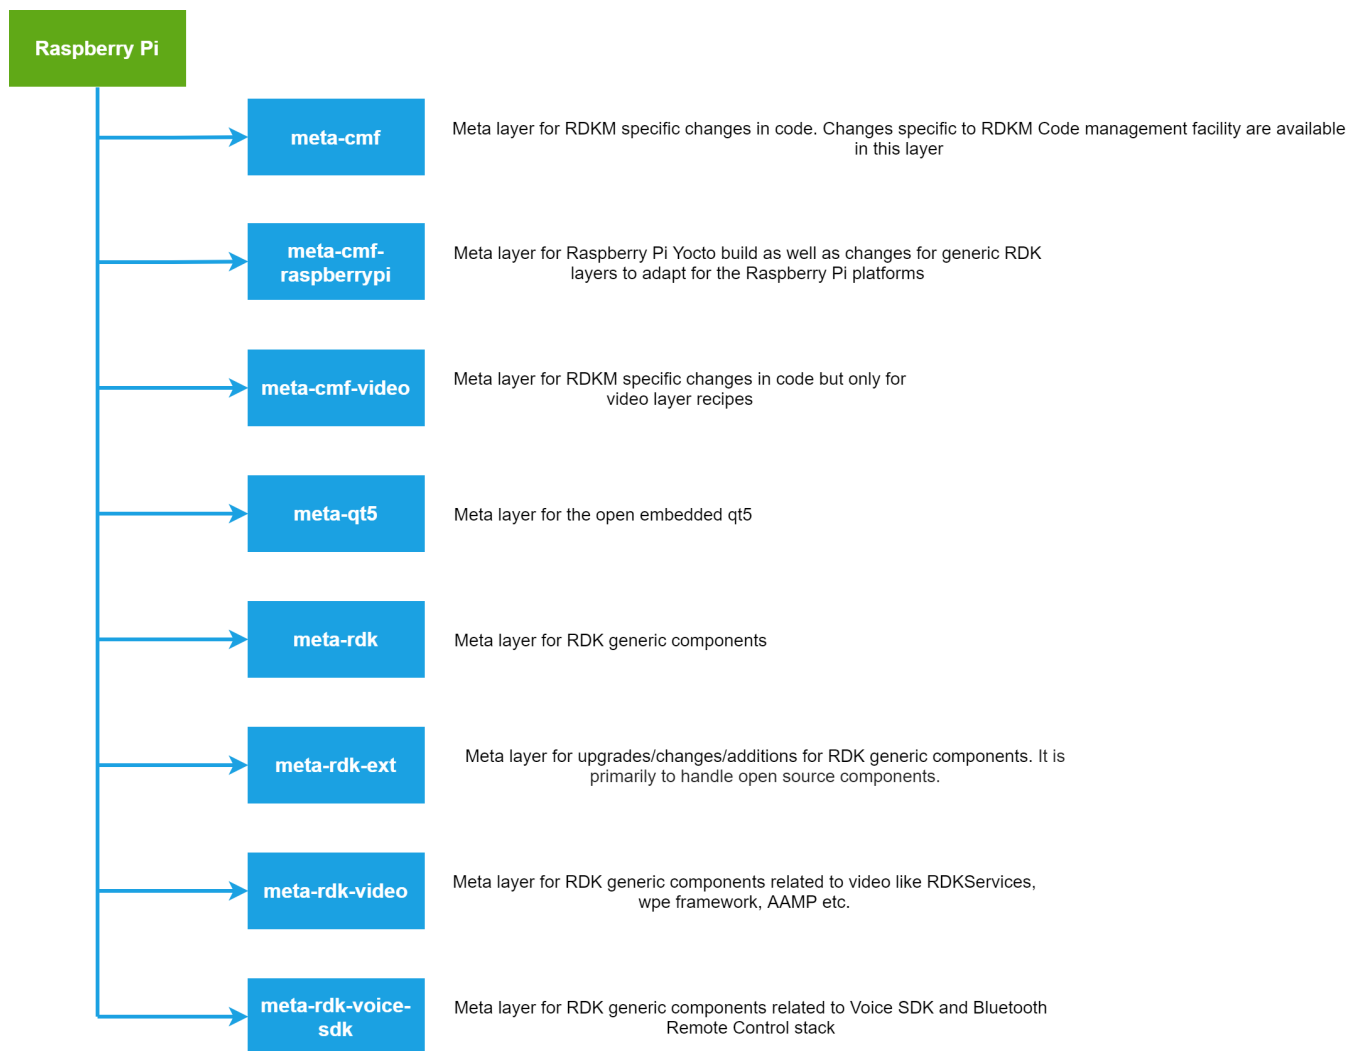 Raspberry Pi
meta-cmf
Meta layer for RDKM specific changes in code. Changes specific to RDKM Code management facility are available
in this layer
meta-cmf-
raspberrypi
Meta layer for Raspberry Pi Yocto build as well as changes for generic RDK
layers to adapt for the Raspberry Pi platforms
meta-cmf-video
Meta layer for RDKM specific changes in code but only for
video layer recipes
meta-qt5
Meta layer for the open embedded qt5
meta-rdk
Meta layer for RDK generic components
meta-rdk-ext
Meta layer for upgrades/changes/additions for RDK generic components. It is
primarily to handle open source components.
meta-rdk-video
Meta layer for RDK generic components related to video like RDKServices,
wpe framework, AAMP etc.
meta-rdk-voice-
sdk
Meta layer for RDK generic components related to Voice SDK and Bluetooth
Remote Control stack